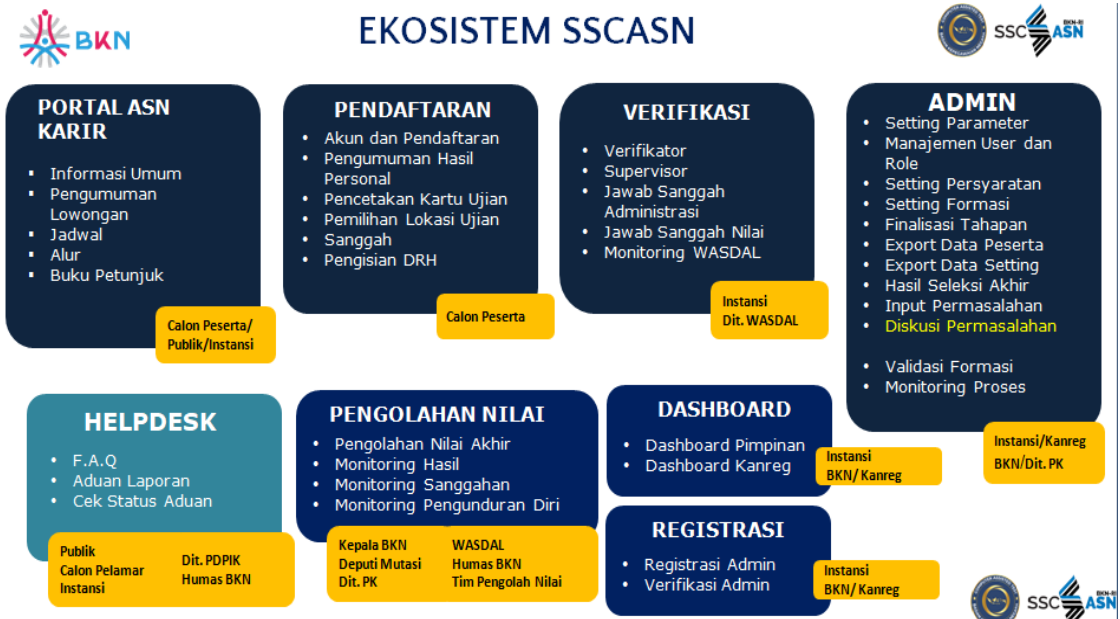 BKN
EKOSISTEM SSCASN
SSC ASN
BKN-RI
PORTAL ASN
KARIR
▪ Informasi Umum
▪ Pengumuman
Lowongan
▪ Jadwal
▪ Alur
▪ Buku Petunjuk
Calon Peserta/
Publik/Instansi
PENDAFTARAN
• Akun dan Pendaftaran
• Pengumuman Hasil
Personal
• Pencetakan Kartu Ujian
• Pemilihan Lokasi Ujian
• Sanggah
• Pengisian DRH
Calon Peserta
VERIFIKASI
• Verifikator
• Supervisor
• Jawab Sanggah
Administrasi
• Jawab Sanggah Nilai
• Monitoring WASDAL
Instansi
Dit. WASDAL
ADMIN
• Setting Parameter
• Manajemen User dan
Role
• Setting Persyaratan
• Setting Formasi
• Finalisasi Tahapan
• Export Data Peserta
• Export Data Setting
• Hasil Seleksi Akhir
• Input Permasalahan
• Diskusi Permasalahan
• Validasi Formasi
• Monitoring Proses
Instansi/Kanreg
BKN/Dit. PK
HELPDESK
• F.A.Q
• Aduan Laporan
• Cek Status Aduan
Publik
Calon Pelamar
Instansi
Dit. PDPIK
Humas BKN
PENGOLAHAN NILAI
• Pengolahan Nilai Akhir
• Monitoring Hasil
• Monitoring Sanggahan
• Monitoring Pengunduran Diri
Kepala BKN
Deputi Mutasi
Dit. PK
WASDAL
Humas BKN
Tim Pengolah Nilai
DASHBOARD
• Dashboard Pimpinan
• Dashboard Kanreg
Instansi
BKN/ Kanreg
REGISTRASI
• Registrasi Admin
• Verifikasi Admin
Instansi
BKN/ Kanreg
SSC ASN
BKN-RI